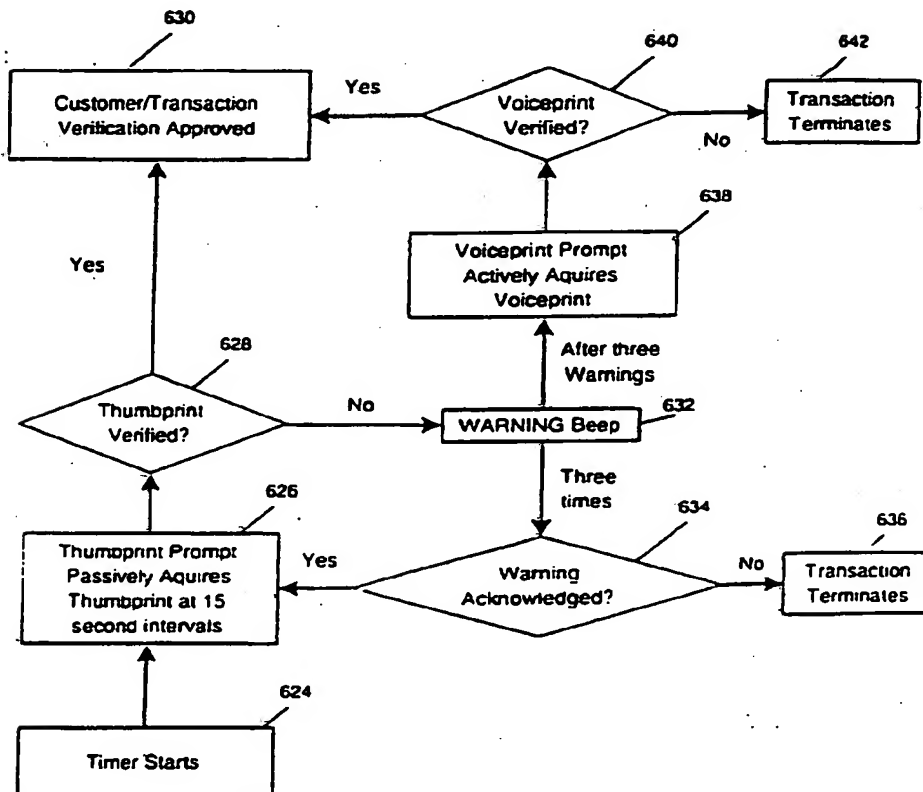 630
Customer/Transaction
Verification Approved
Yes
640
Voiceprint
Verified?
No
642
Transaction
Terminates
638
Voiceprint Prompt
Actively Aquires
Voiceprint
Yes
628
Thumbprint
Verified?
No
After three
Warnings
WARNING Beep
632
Three
times
626
Thumbprint Prompt
Passively Aquires
Thumbprint at 15
second intervals
Yes
634
Warning
Acknowledged?
No
636
Transaction
Terminates
624
Timer Starts